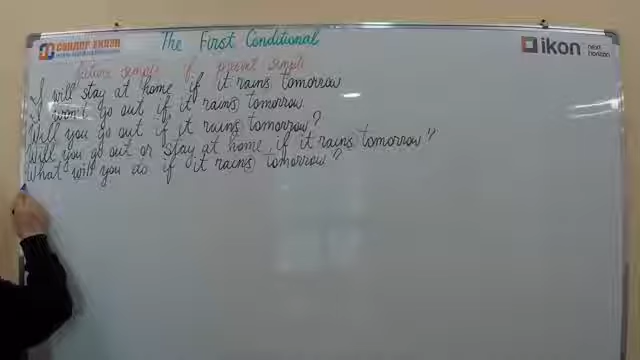 The First Conditional
ikon next horizon
future simple if present simple
I will stay at home if it rains tomorrow
I won't go out if it rains tomorrow
Will you go out if it rains tomorrow?
Will you go out or stay at home if it rains tomorrow?
What will you do if it rains tomorrow?